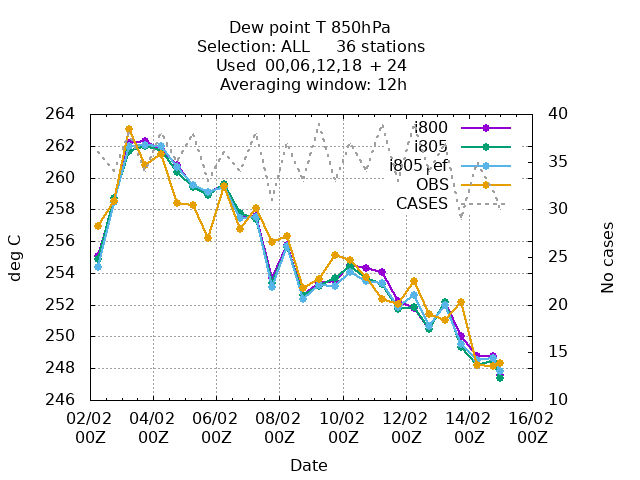 Dew point T 850hPa
Selection: ALL 36 stations
Used 00,06,12,18 + 24
Averaging window: 12h
264 40
i800
i805
i805_ref
OBS
CASES
262 35
260
258 30
256
deg C
No cases
254 25
252 20
250
248 15
246 10
02/02 04/02 06/02 08/02 10/02 12/02 14/02 16/02
00Z 00Z 00Z 00Z 00Z 00Z 00Z 00Z
Date